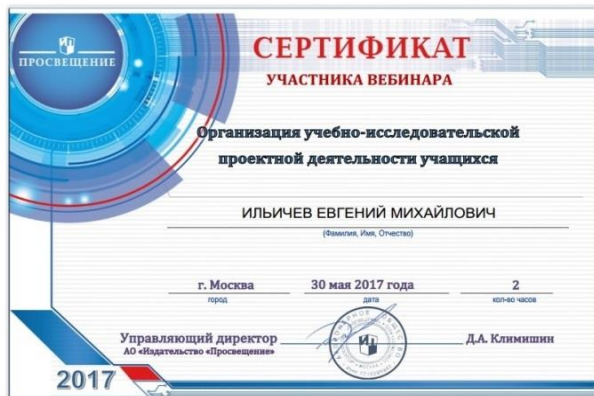 ПРОСВЕЩЕНИЕ
СЕРТИФИКАТ
УЧАСТНИКА ВЕБИНАРА
Организация учебно-исследовательской
проектной деятельности учащихся
ИЛЬИЧЕВ ЕВГЕНИЙ МИХАЙЛОВИЧ
(Фамилия, Имя, Отчество)
г. Москва 30 мая 2017 года 2
город дата кол-во часов
Управляющий директор Д.А. Климишин
АО «Издательство «Просвещение»
2017